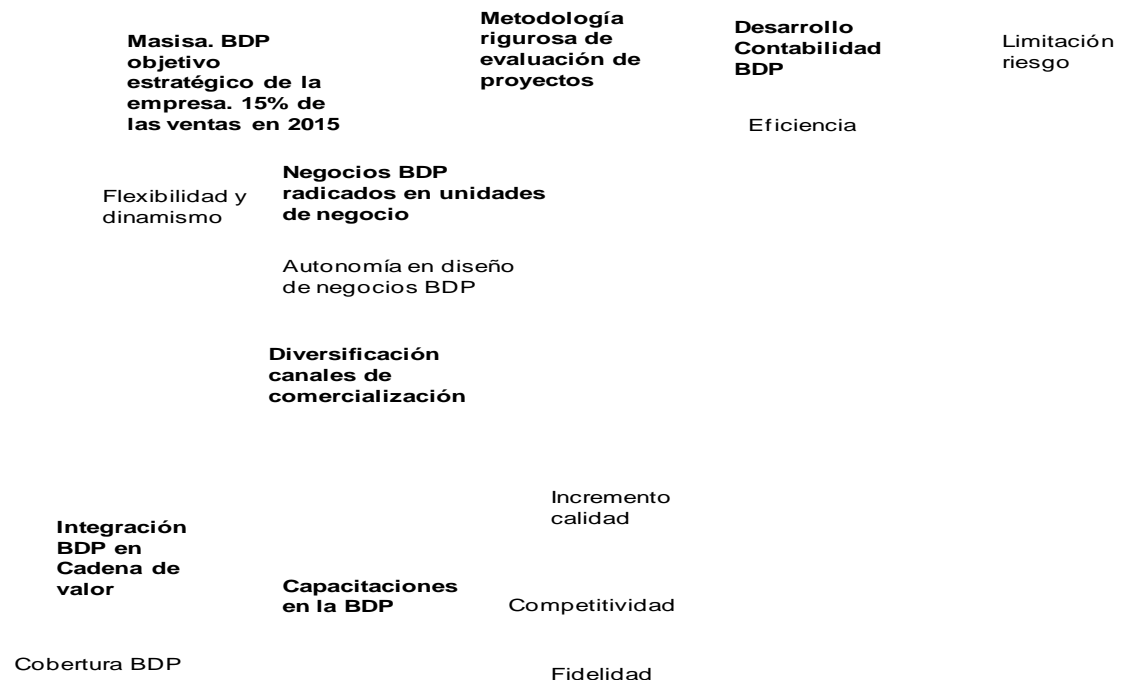 Masisa. BDP
objetivo
estratégico de la
empresa. 15% de
las ventas en 2015
Metodología
rigurosa de
evaluación de
proyectos
Desarrollo
Contabilidad
BDP
Limitación
riesgo
Eficiencia
Flexibilidad y
dinamismo
Negocios BDP
radicados en unidades
de negocio
Autonomía en diseño
de negocios BDP
Diversificación
canales de
comercialización
Incremento
calidad
Integración
BDP en
Cadena de
valor
Capacitaciones
en la BDP
Competitividad
Cobertura BDP
Fidelidad